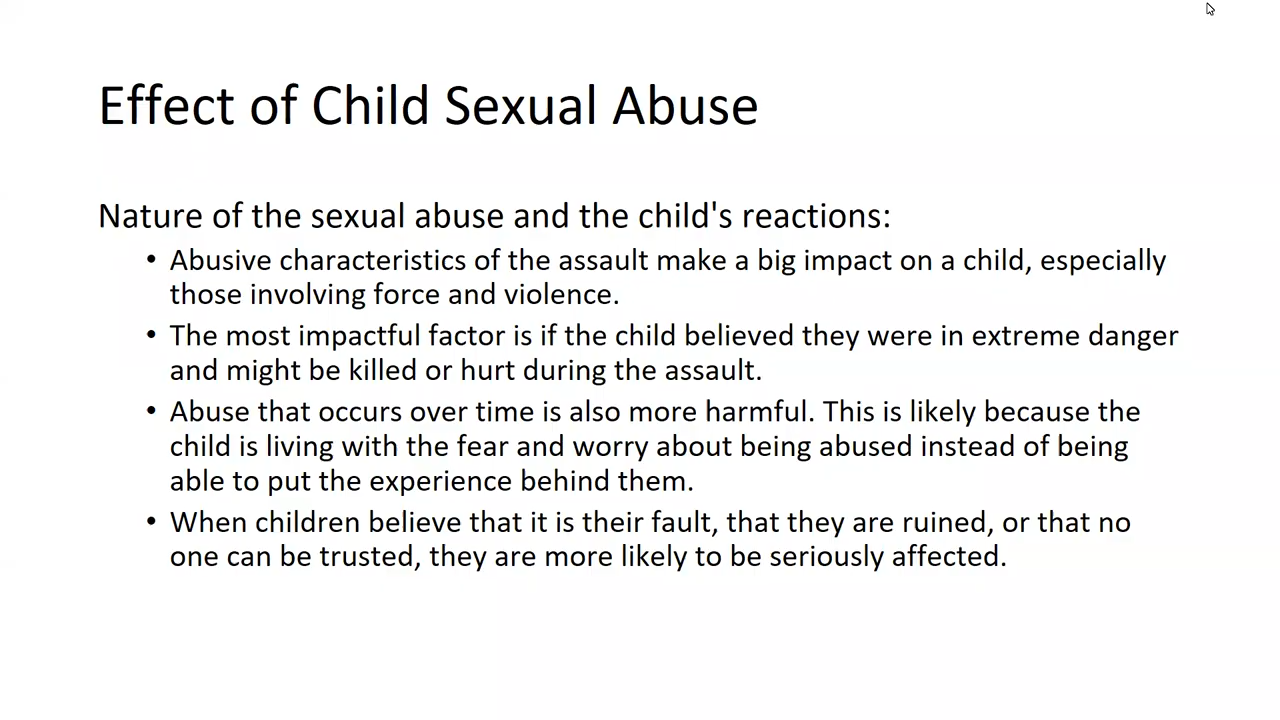 Effect of Child Sexual Abuse
Nature of the sexual abuse and the child's reactions:
• Abusive characteristics of the assault make a big impact on a child, especially
those involving force and violence.
• The most impactful factor is if the child believed they were in extreme danger
and might be killed or hurt during the assault.
• Abuse that occurs over time is also more harmful. This is likely because the
child is living with the fear and worry about being abused instead of being
able to put the experience behind them.
• When children believe that it is their fault, that they are ruined, or that no
one can be trusted, they are more likely to be seriously affected.